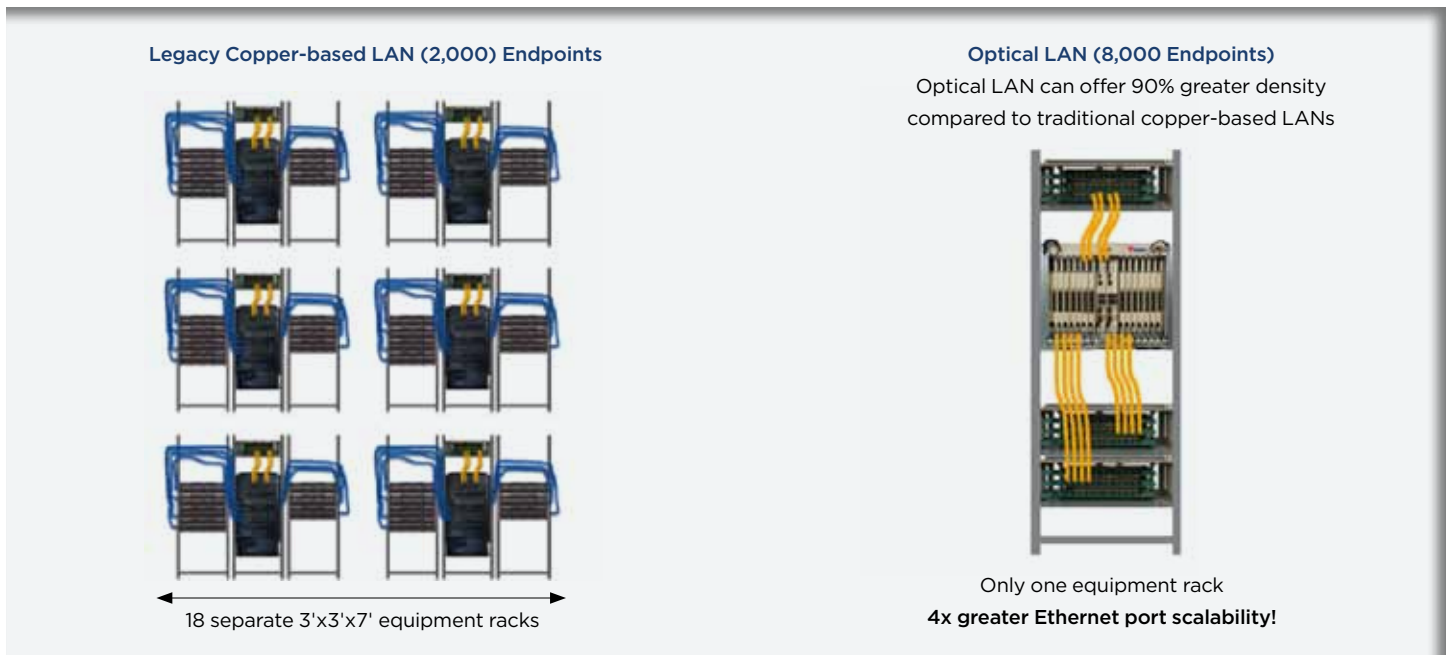 Legacy Copper-based LAN (2,000) Endpoints
18 separate 3'x3'x7' equipment racks
Optical LAN (8,000 Endpoints)
Optical LAN can offer 90% greater density
compared to traditional copper-based LANs
Only one equipment rack
4x greater Ethernet port scalability!